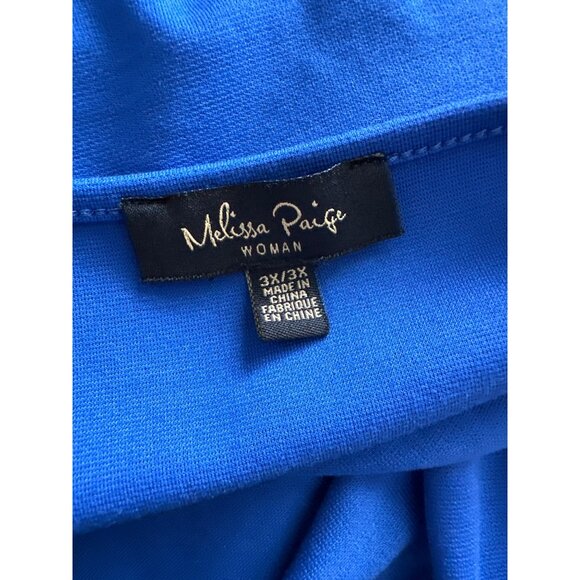 Melissa Paige
WOMAN
3X/3X
MADE IN
CHINA
FABRIQUE
EN CHINE